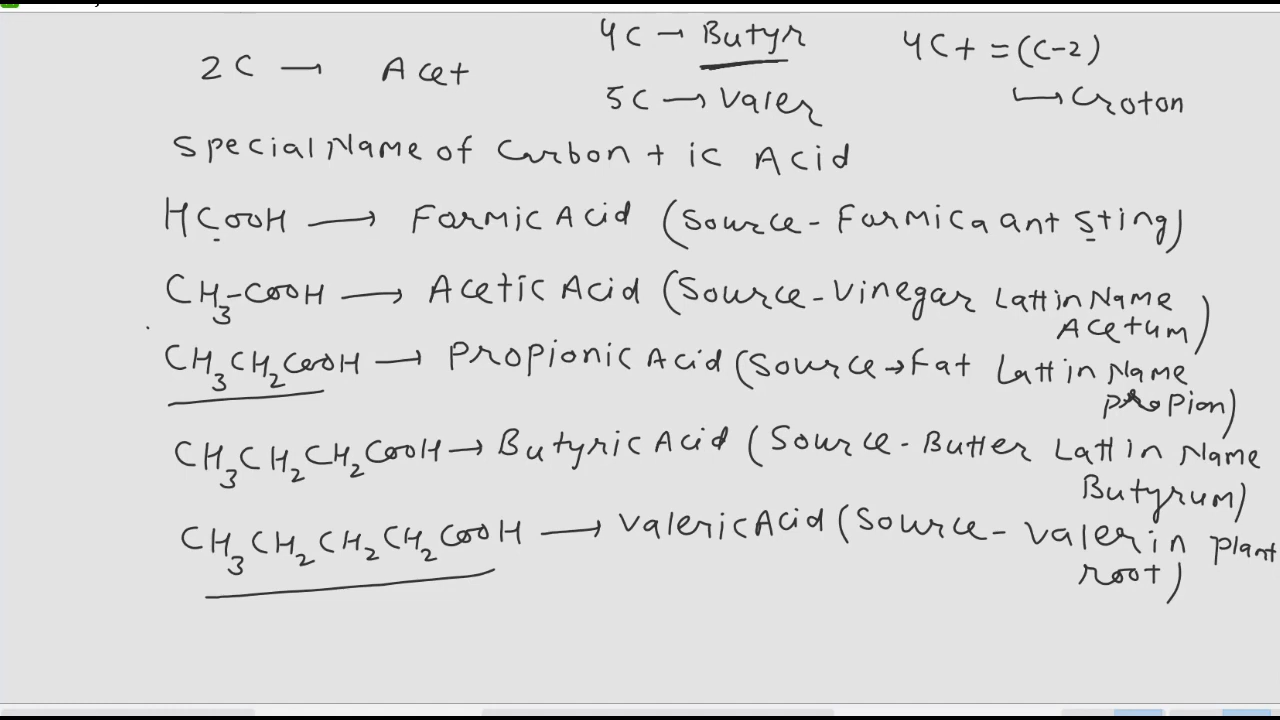 2C → Acet
4C → Butyr
5C → Valer
4C + = (C-2)
↳ Croton
Special Name of Carbon + ic Acid
HCOOH → Formic Acid (Source - Formica ant Sting)
CH3-COOH → Acetic Acid (Source - Vinegar Lattin Name
Acetum)
CH3CH2COOH → Propionic Acid (Source → Fat Lattin Name
Propion)
CH3CH2CH2COOH → Butyric Acid (Source - Butter Lattin Name
Butyrum)
CH3CH2CH2CH2COOH → Valeric Acid (Source - Valerin Plant
root)